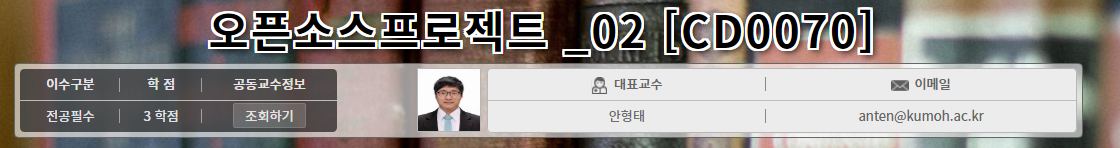 오픈소스프로젝트 _02 [CD0070]
이수구분 학 점 공동교수정보 대표교수 이메일
전공필수 3 학점 조회하기 안형태 anten@kumoh.ac.kr